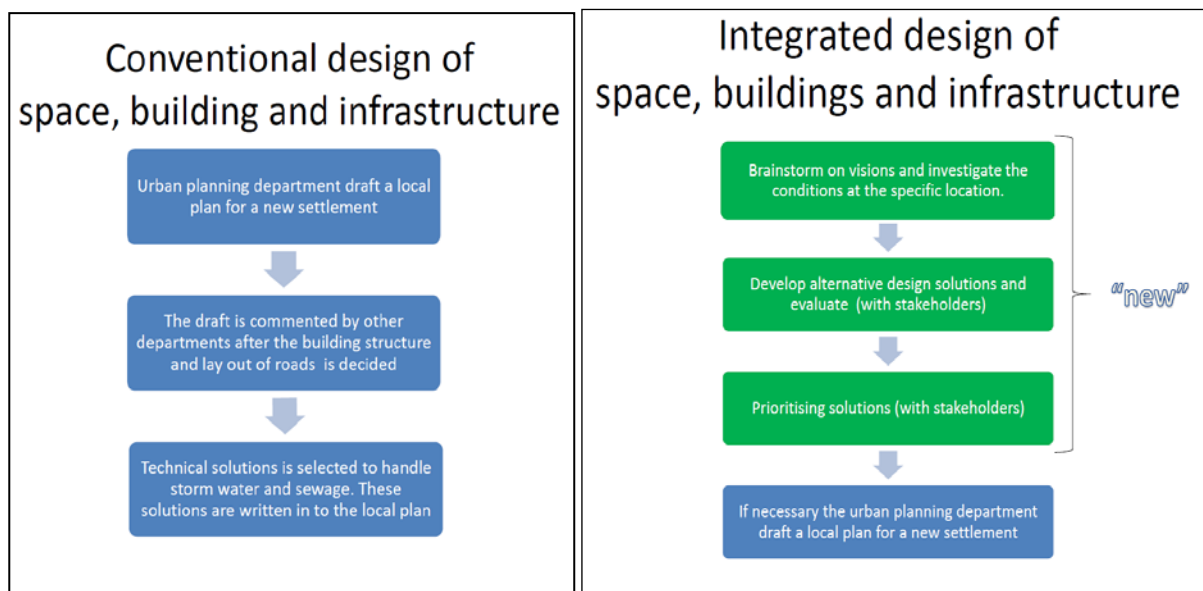 Conventional design of
space, building and infrastructure
Urban planning department draft a local
plan for a new settlement
The draft is commented by other
departments after the building structure
and lay out of roads is decided
Technical solutions is selected to handle
storm water and sewage. These
solutions are written in to the local plan
Integrated design of
space, buildings and infrastructure
Brainstorm on visions and investigate the
conditions at the specific location.
Develop alternative design solutions and
evaluate (with stakeholders)
Prioritising solutions (with stakeholders)
If necessary the urban planning department
draft a local plan for a new settlement
“new”